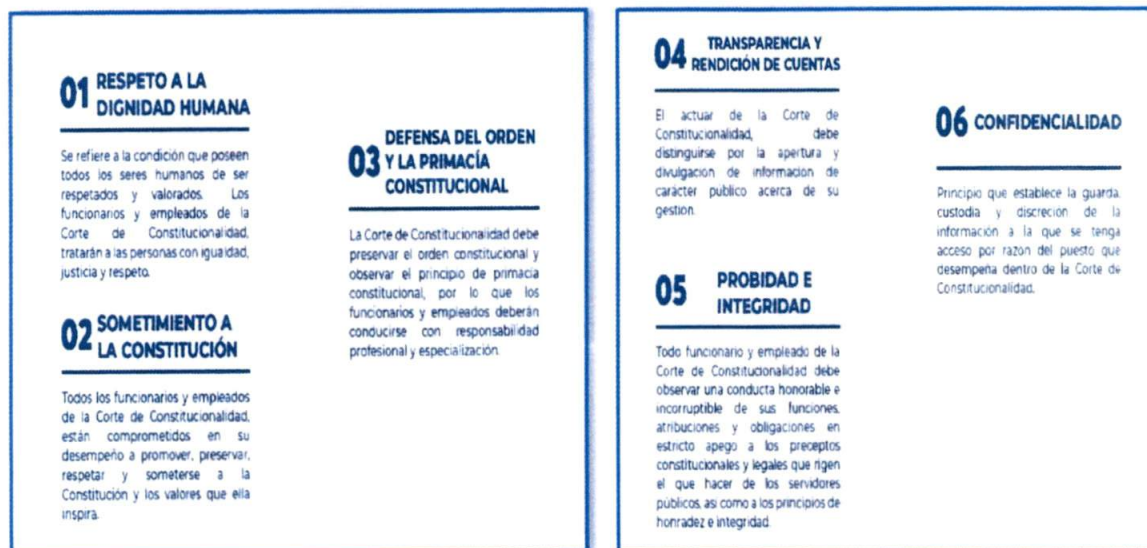 01 RESPETO A LA
DIGNIDAD HUMANA
Se refiere a la condición que poseen
todos los seres humanos de ser
respetados y valorados. Los
funcionarios y empleados de la
Corte de Constitucionalidad,
tratarán a las personas con igualdad,
justicia y respeto.
02 SOMETIMIENTO A
LA CONSTITUCIÓN
Todos los funcionarios y empleados
de la Corte de Constitucionalidad,
están comprometidos en su
desempeño a promover, preservar,
respetar y someterse a la
Constitución y los valores que ella
inspira.
03 DEFENSA DEL ORDEN
Y LA PRIMACÍA
CONSTITUCIONAL
La Corte de Constitucionalidad debe
preservar el orden constitucional y
observar el principio de primacia
constitucional, por lo que los
funcionarios y empleados deberán
conducirse con responsabilidad
profesional y especialización.
04 TRANSPARENCIA Y
RENDICIÓN DE CUENTAS
El actuar de la Corte de
Constitucionalidad, debe
distinguirse por la apertura y
divulgación de información de
carácter público acerca de su
gestión.
05 PROBIDAD E
INTEGRIDAD
Todo funcionario y empleado de la
Corte de Constitucionalidad debe
observar una conducta honorable e
incorruptible de sus funciones,
atribuciones y obligaciones en
estricto apego a los preceptos
constitucionales y legales que rigen
el que hacer de los servidores
públicos, así como a los principios de
honradez e integridad.
06 CONFIDENCIALIDAD
Principio que establece la guarda,
custodia y discreción de la
información a la que se tenga
acceso por razón del puesto que
desempeña dentro de la Corte de
Constitucionalidad.